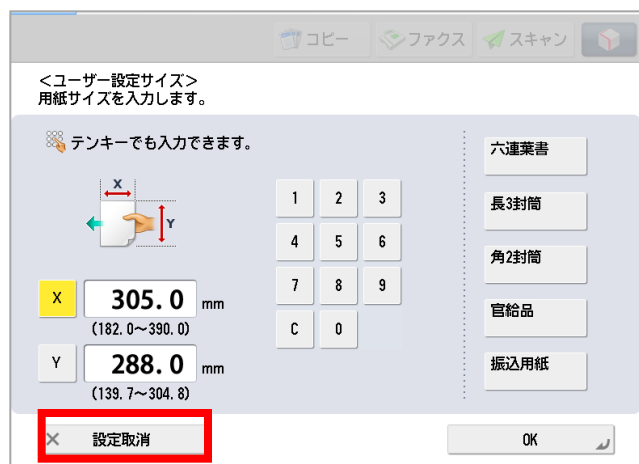 コピー ファクス スキャン
<ユーザー設定サイズ>
用紙サイズを入力します。
テンキーでも入力できます。
X
Y
X 305.0 mm
(182.0～390.0)
Y 288.0 mm
(139.7～304.8)
1 2 3
4 5 6
7 8 9
C 0
六連葉書
長3封筒
角2封筒
官給品
振込用紙
× 設定取消
OK